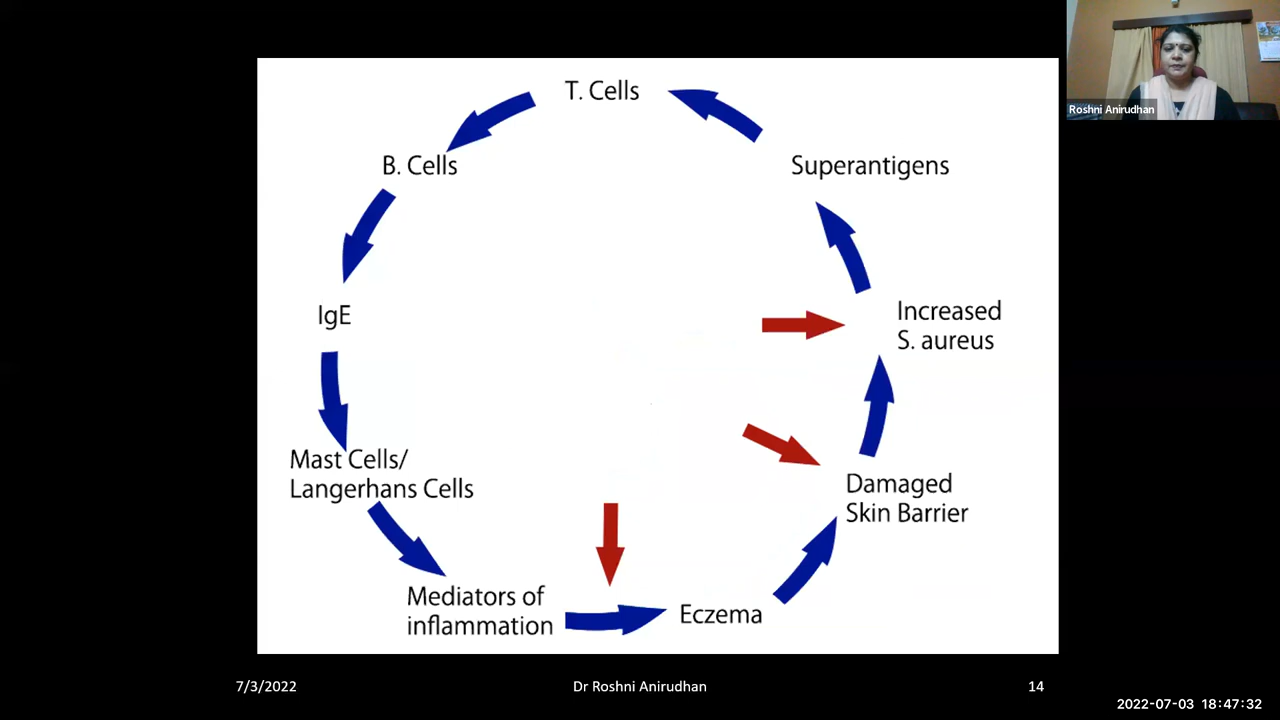 T. Cells
B. Cells
Superantigens
IgE
Increased
S. aureus
Mast Cells/
Langerhans Cells
Damaged
Skin Barrier
Mediators of
inflammation
Eczema
7/3/2022
Dr Roshni Anirudhan
14
Roshni Anirudhan
2022-07-03 18:47:32